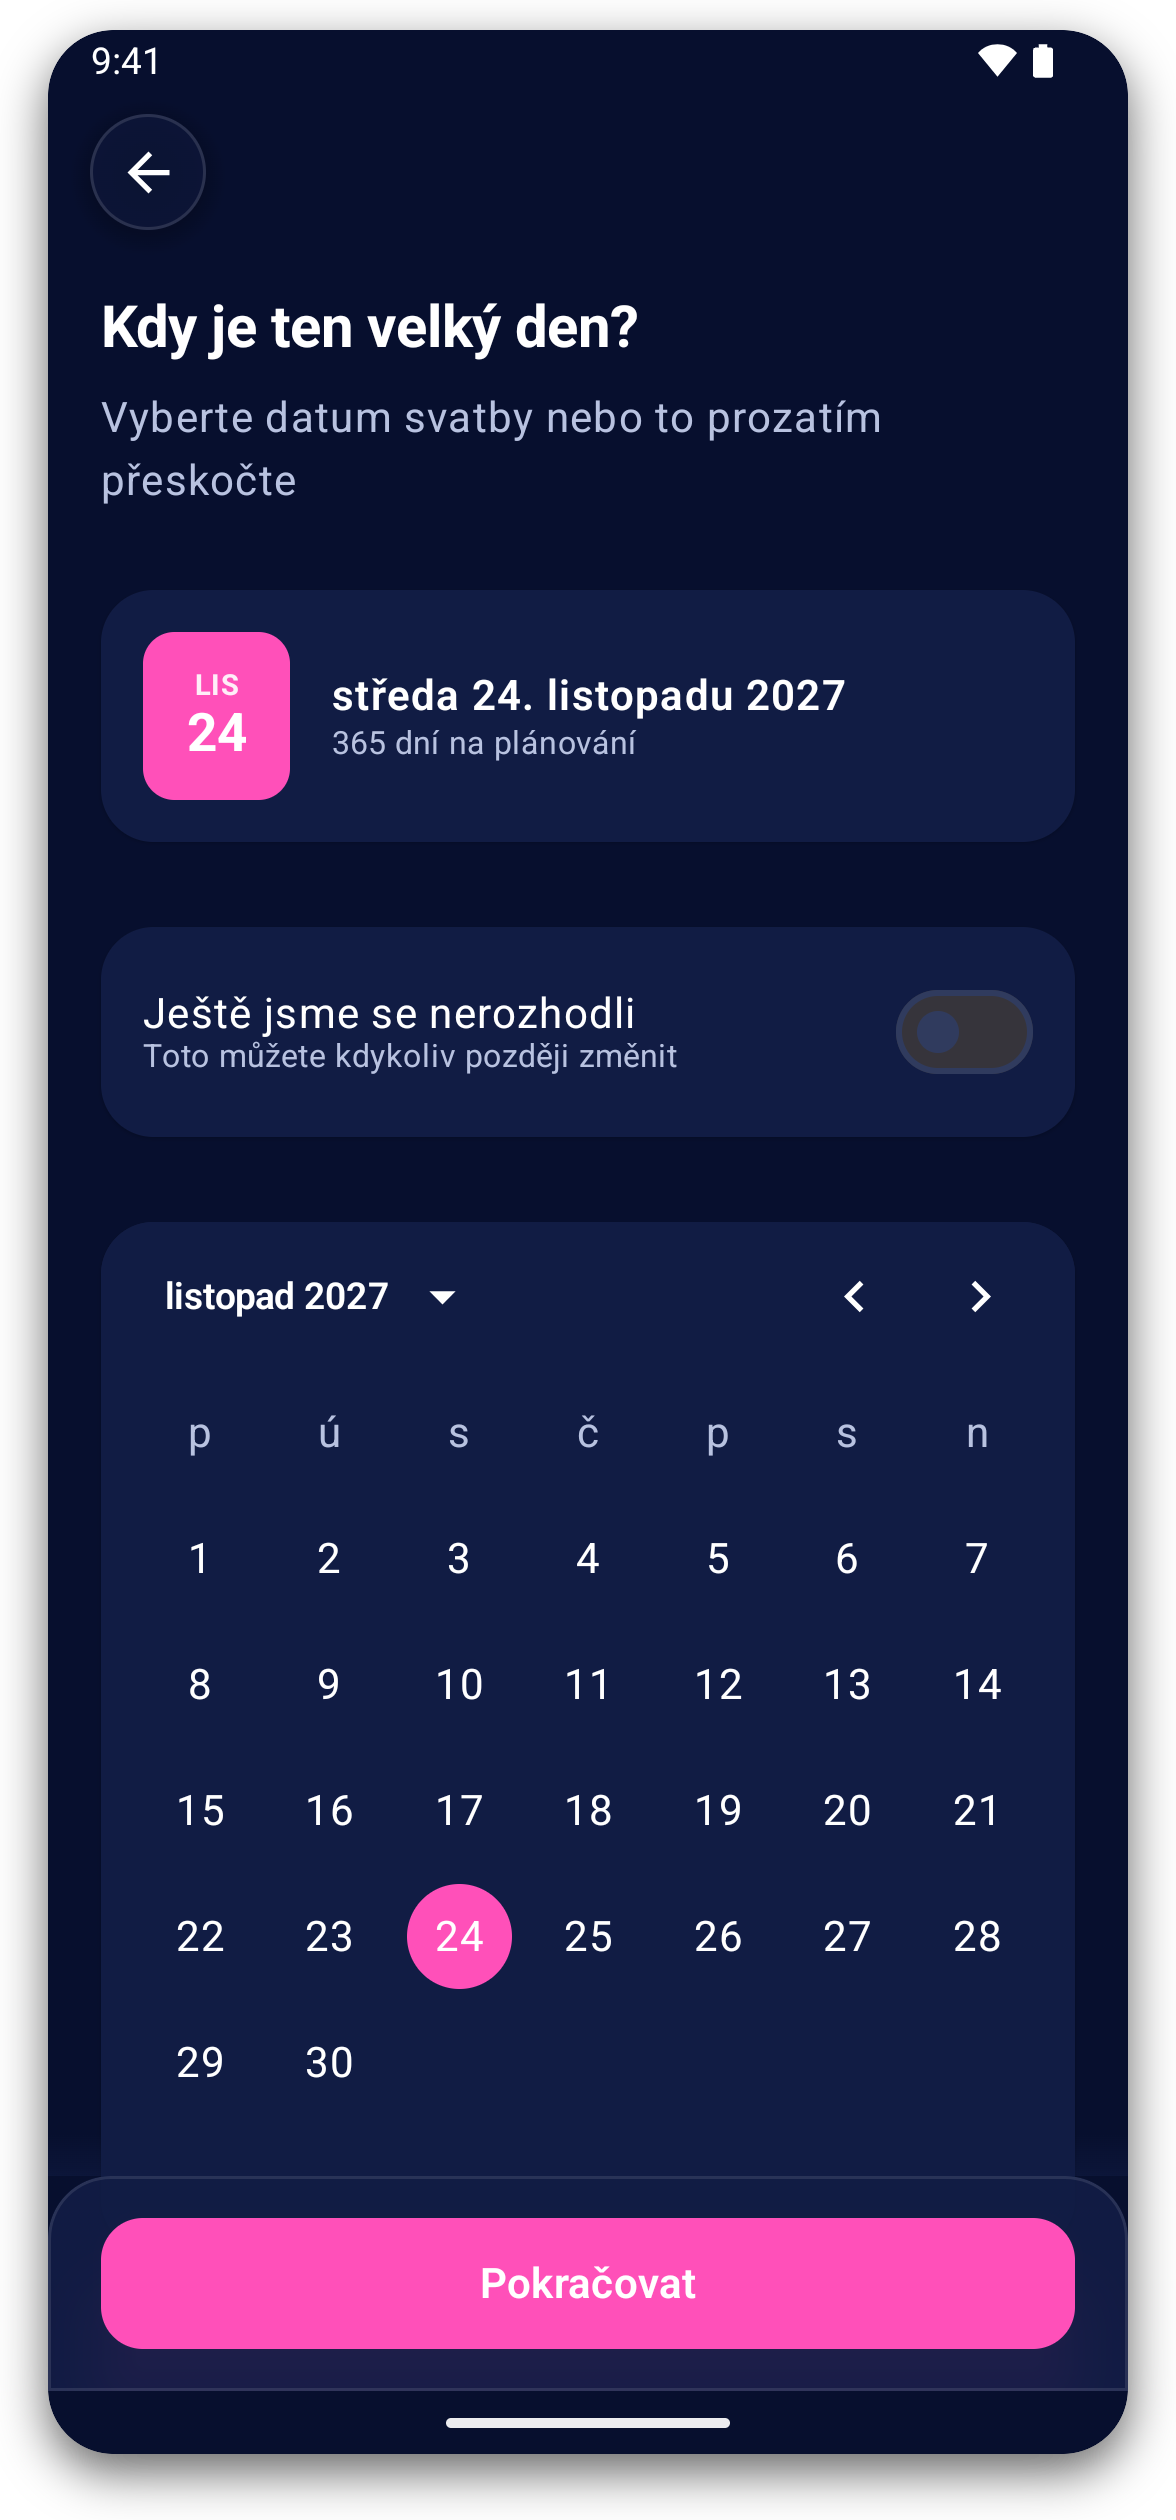 9:41
Kdy je ten velký den?
Vyberte datum svatby nebo to prozatím
přeskočte
LIS
24
středa 24. listopadu 2027
365 dní na plánování
Ještě jsme se nerozhodli
Toto můžete kdykoliv později změnit
listopad 2027
p ú s č p s n
1 2 3 4 5 6 7
8 9 10 11 12 13 14
15 16 17 18 19 20 21
22 23 24 25 26 27 28
29 30
Pokračovat